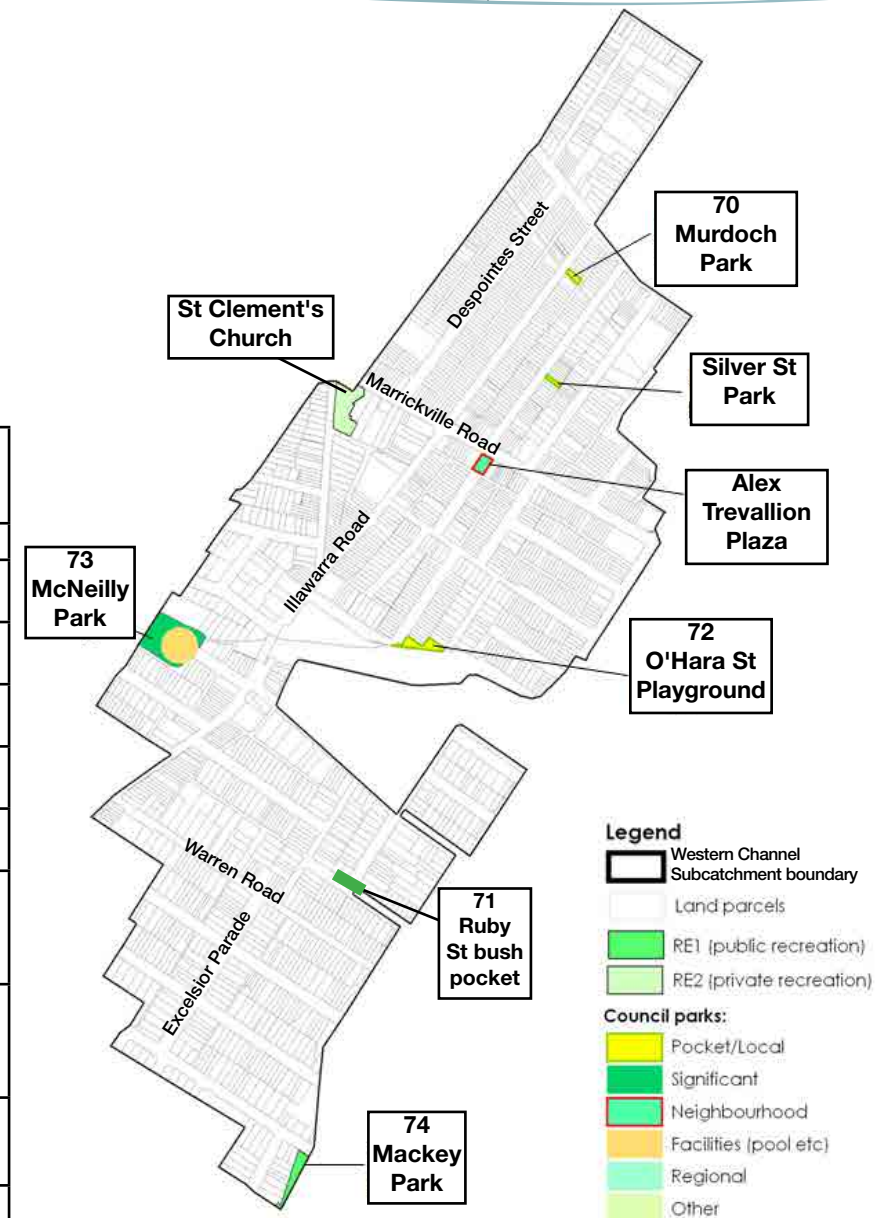 70
Murdoch
Park
Despointes Street
St Clement's
Church
Marrickville Road
Silver St
Park
Alex
Trevallion
Plaza
Illawarra Road
73
McNeilly
Park
72
O'Hara St
Playground
Warren Road
71
Ruby
St bush
pocket
Excelsior Parade
74
Mackey
Park
Legend
Western Channel
Subcatchment boundary
Land parcels
RE1 (public recreation)
RE2 (private recreation)
Council parks:
Pocket/Local
Significant
Neighbourhood
Facilities (pool etc)
Regional
Other